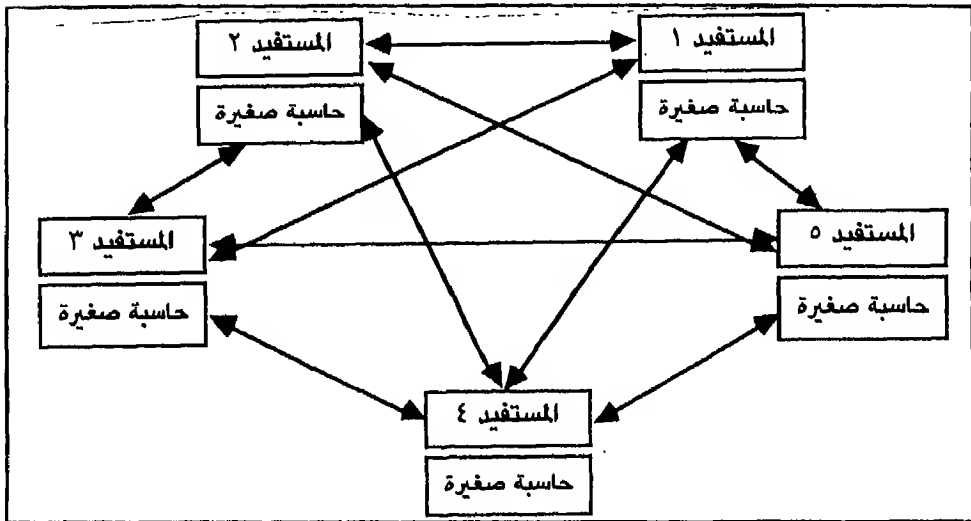 المستفيد ١
حاسبة صغيرة
المستفيد ٢
حاسبة صغيرة
المستفيد ٣
حاسبة صغيرة
المستفيد ٥
حاسبة صغيرة
المستفيد ٤
حاسبة صغيرة